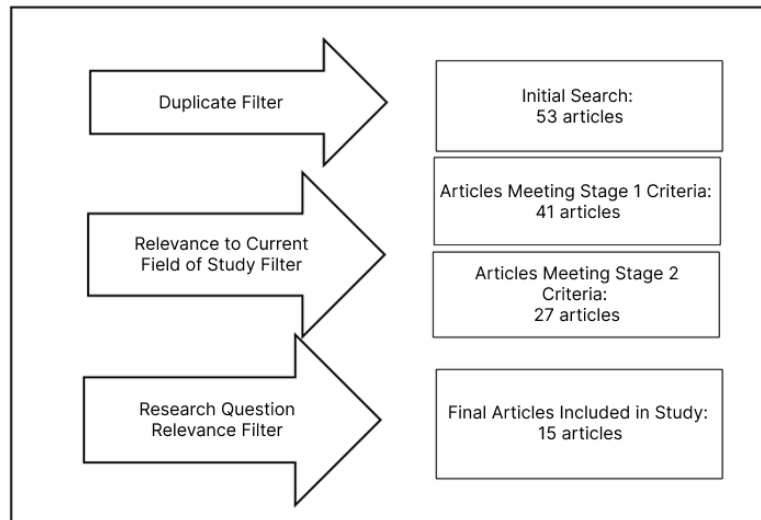 Duplicate Filter
Initial Search:
53 articles
Articles Meeting Stage 1 Criteria:
41 articles
Relevance to Current
Field of Study Filter
Articles Meeting Stage 2
Criteria:
27 articles
Research Question
Relevance Filter
Final Articles Included in Study:
15 articles